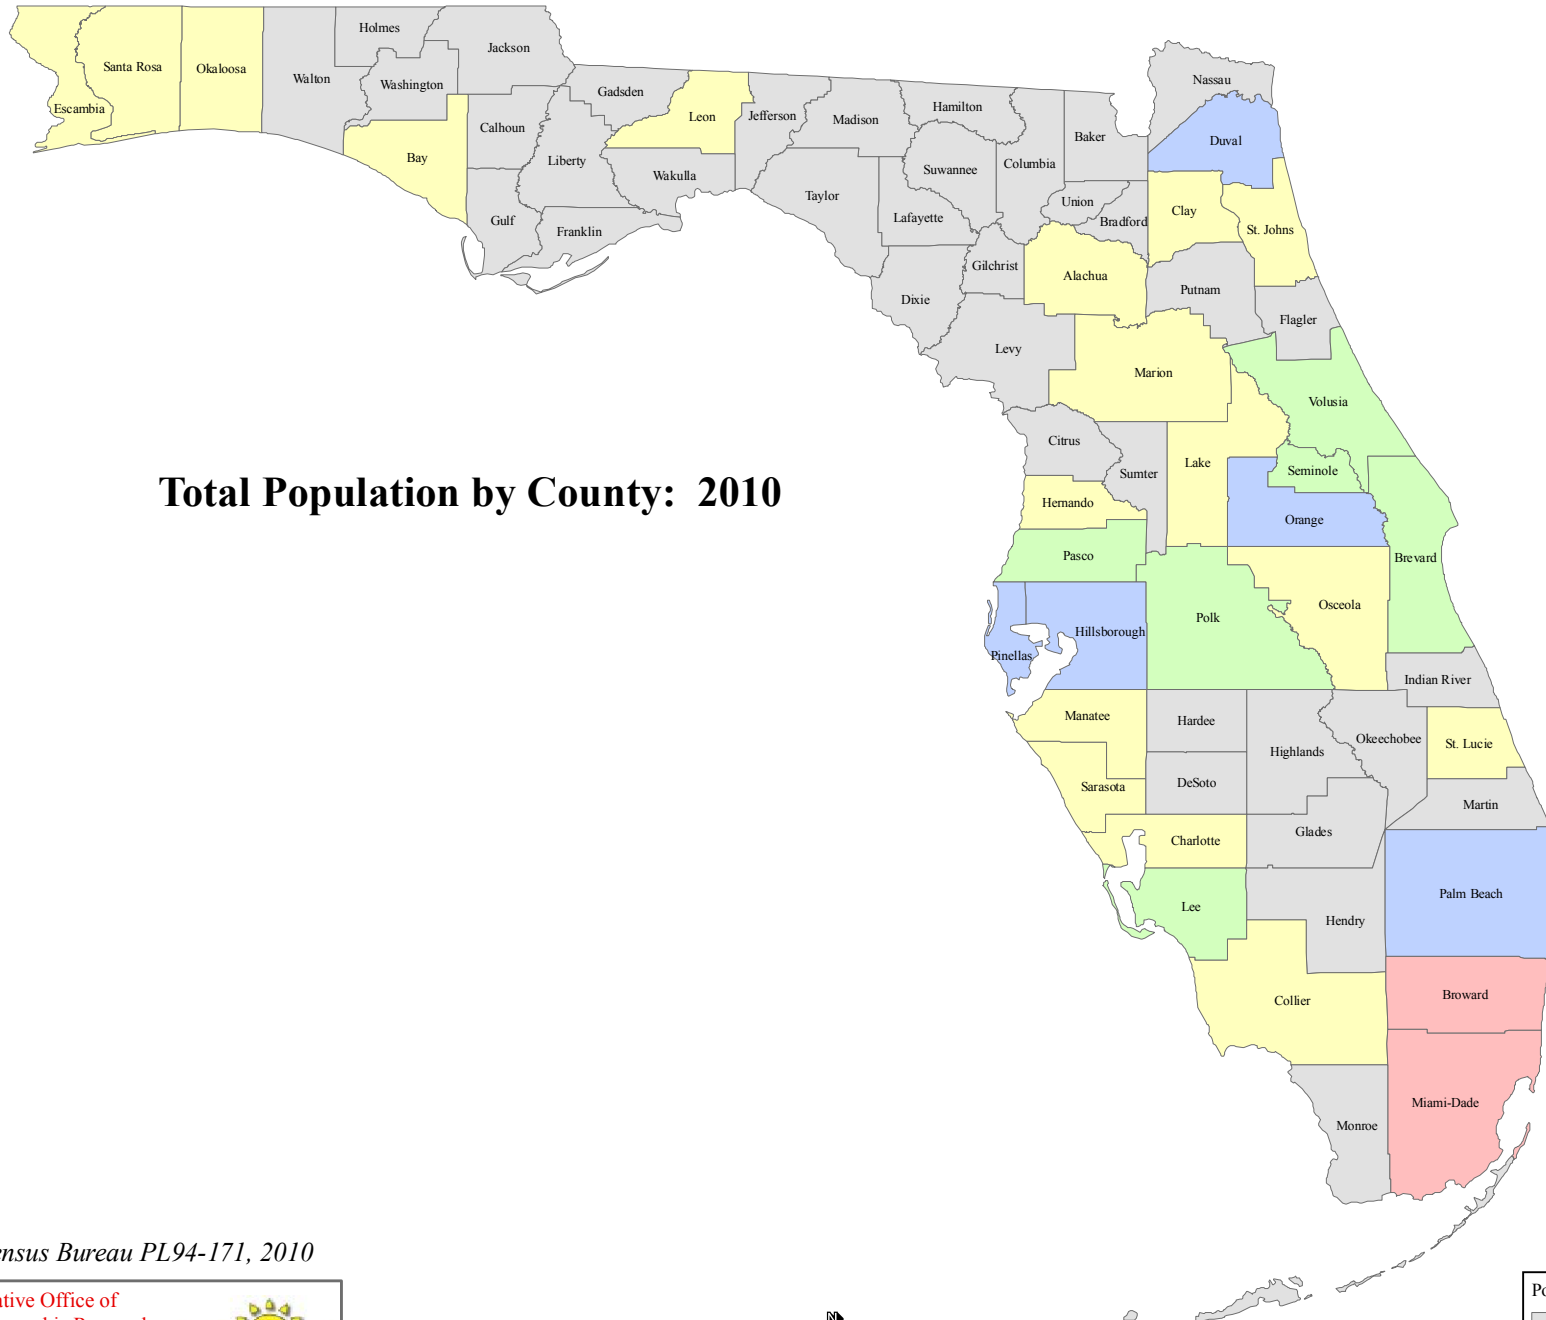 Holmes
Jackson
Santa Rosa
Okaloosa
Walton
Washington
Escambia
Gadsden
Nassau
Leon
Jefferson
Madison
Hamilton
Calhoun
Baker
Duval
Bay
Liberty
Wakulla
Suwannee
Columbia
Taylor
Union
Clay
Gulf
Franklin
Lafayette
Bradford
St. Johns
Gilchrist
Alachua
Dixie
Putnam
Flagler
Levy
Marion
Volusia
Citrus
Sumter
Lake
Seminole
Total Population by County: 2010
Hernando
Orange
Pasco
Brevard
Osceola
Polk
Hillsborough
Pinellas
Indian River
Manatee
Hardee
Okeechobee
St. Lucie
Highlands
Sarasota
DeSoto
Martin
Glades
Charlotte
Palm Beach
Lee
Hendry
Collier
Broward
Miami-Dade
Monroe
ensus Bureau PL94-171, 2010
ative Office of
Po